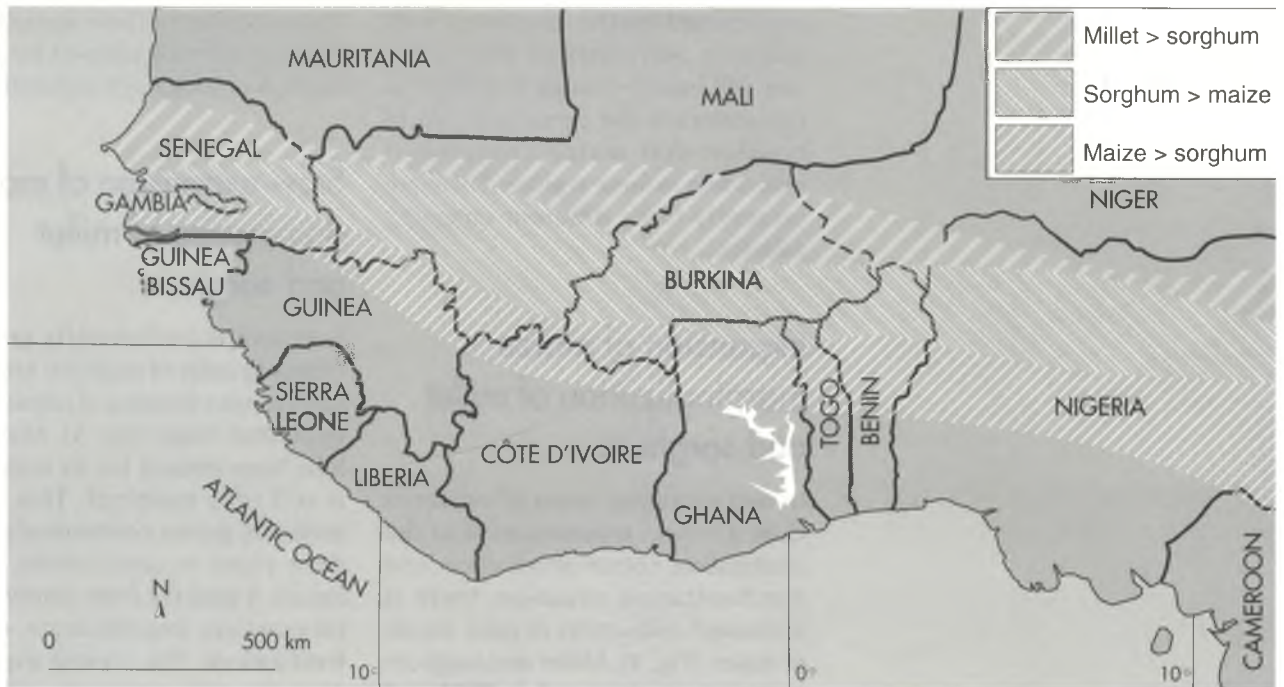 Millet > sorghum
Sorghum > maize
Maize > sorghum
MAURITANIA
MALI
NIGER
SENEGAL
GAMBIA
GUINEA
BISSAU
GUINEA
BURKINA
SIERRA
LEONE
LIBERIA
CÔTE D'IVOIRE
GHANA
TOGO
BENIN
NIGERIA
CAMEROON
ATLANTIC OCEAN
N
0 500 km
10° 0° 10°